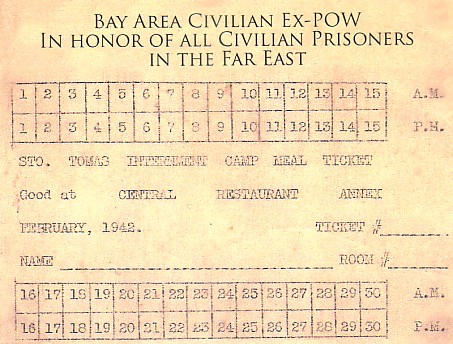 BAY AREA CIVILIAN EX-POW
IN HONOR OF ALL CIVILIAN PRISONERS
IN THE FAR EAST
1 2 3 4 5 6 7 8 9 10 11 12 13 14 15 A.M.
1 2 3 4 5 6 7 8 9 10 11 12 13 14 15 P.M.
STO. TOMAS INTERNMENT CAMP MEAL TICKET
Good at CENTRAL RESTAURANT ANNEX
FEBRUARY, 1942. TICKET #
NAME ROOM #
16 17 18 19 20 21 22 23 24 25 26 27 28 29 30 A.M.
16 17 18 19 20 21 22 23 24 25 26 27 28 29 30 P.M.